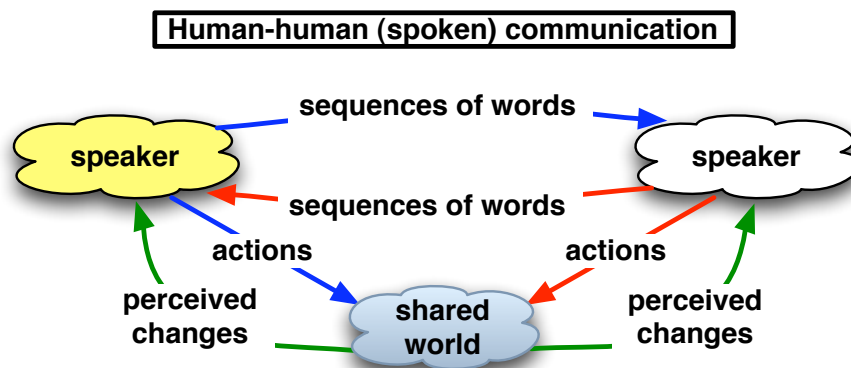 Human-human (spoken) communication
sequences of words
speaker
speaker
sequences of words
actions
actions
perceived
changes
perceived
changes
shared
world